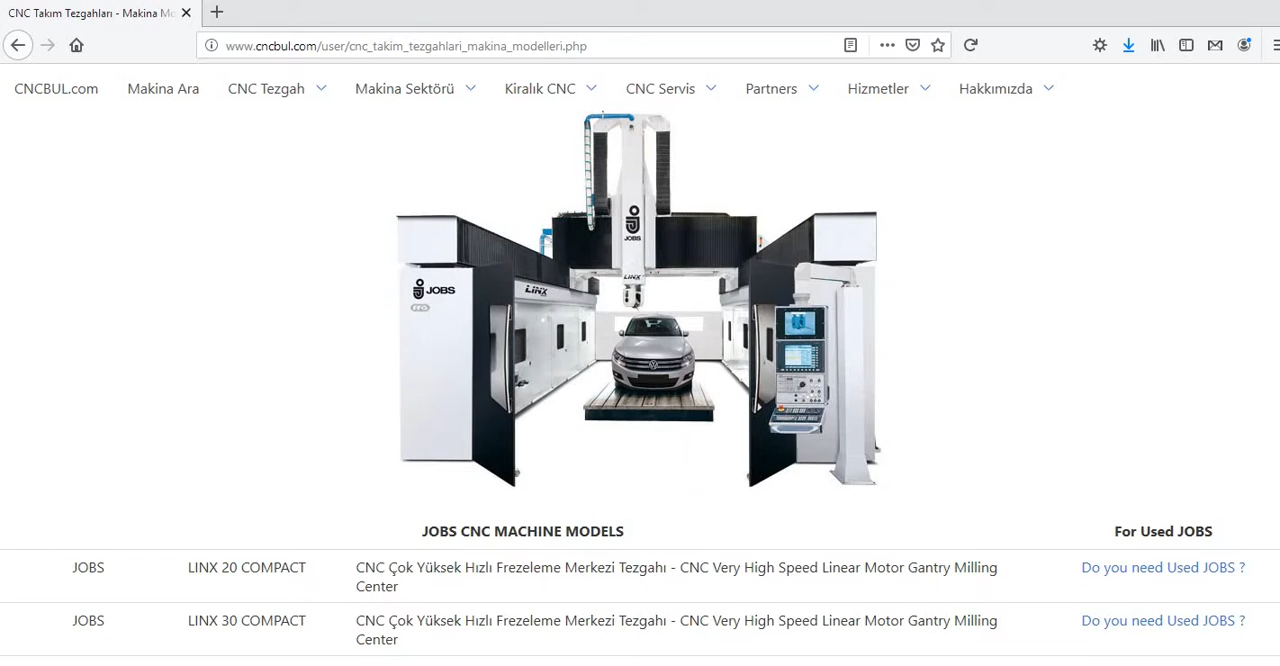 CNC Takım Tezgahları - Makina Mo
www.cncbul.com/user/cnc_takim_tezgahlari_makina_modelleri.php
CNCBUL.com Makina Ara CNC Tezgah Makina Sektörü Kiralık CNC CNC Servis Partners Hizmetler Hakkımızda
JOBS
LINX
JOBS
FFG
LINX
JOBS CNC MACHINE MODELS For Used JOBS
JOBS LINX 20 COMPACT CNC Çok Yüksek Hızlı Frezeleme Merkezi Tezgahı - CNC Very High Speed Linear Motor Gantry Milling Do you need Used JOBS ?
Center
JOBS LINX 30 COMPACT CNC Çok Yüksek Hızlı Frezeleme Merkezi Tezgahı - CNC Very High Speed Linear Motor Gantry Milling Do you need Used JOBS ?
Center